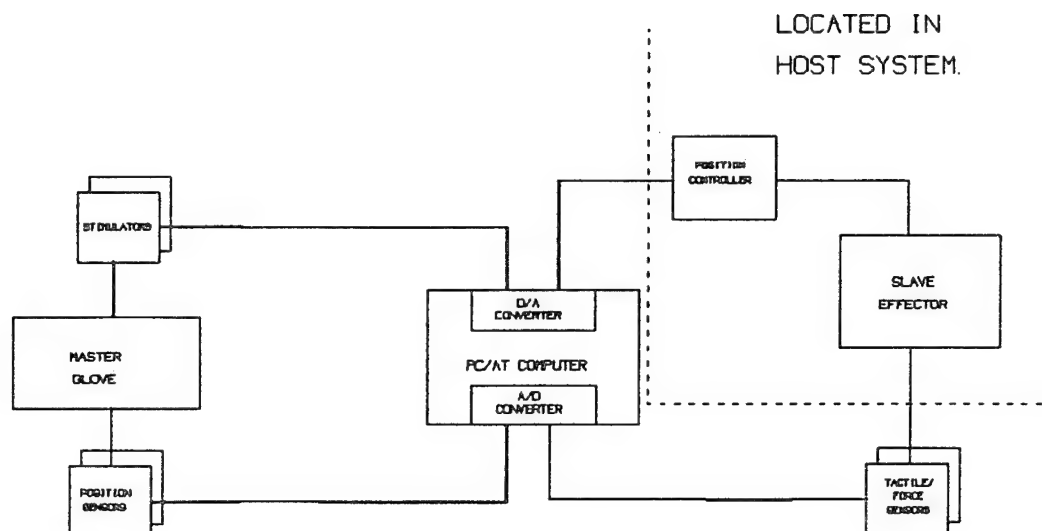 LOCATED IN
HOST SYSTEM.
POSITION
CONTROLLER
STIMULATORS
SLAVE
EFFECTOR
D/A
CONVERTER
MASTER
GLOVE
PC/AT COMPUTER
A/D
CONVERTER
POSITION
SENSORS
TACTILE/
FORCE
SENSORS